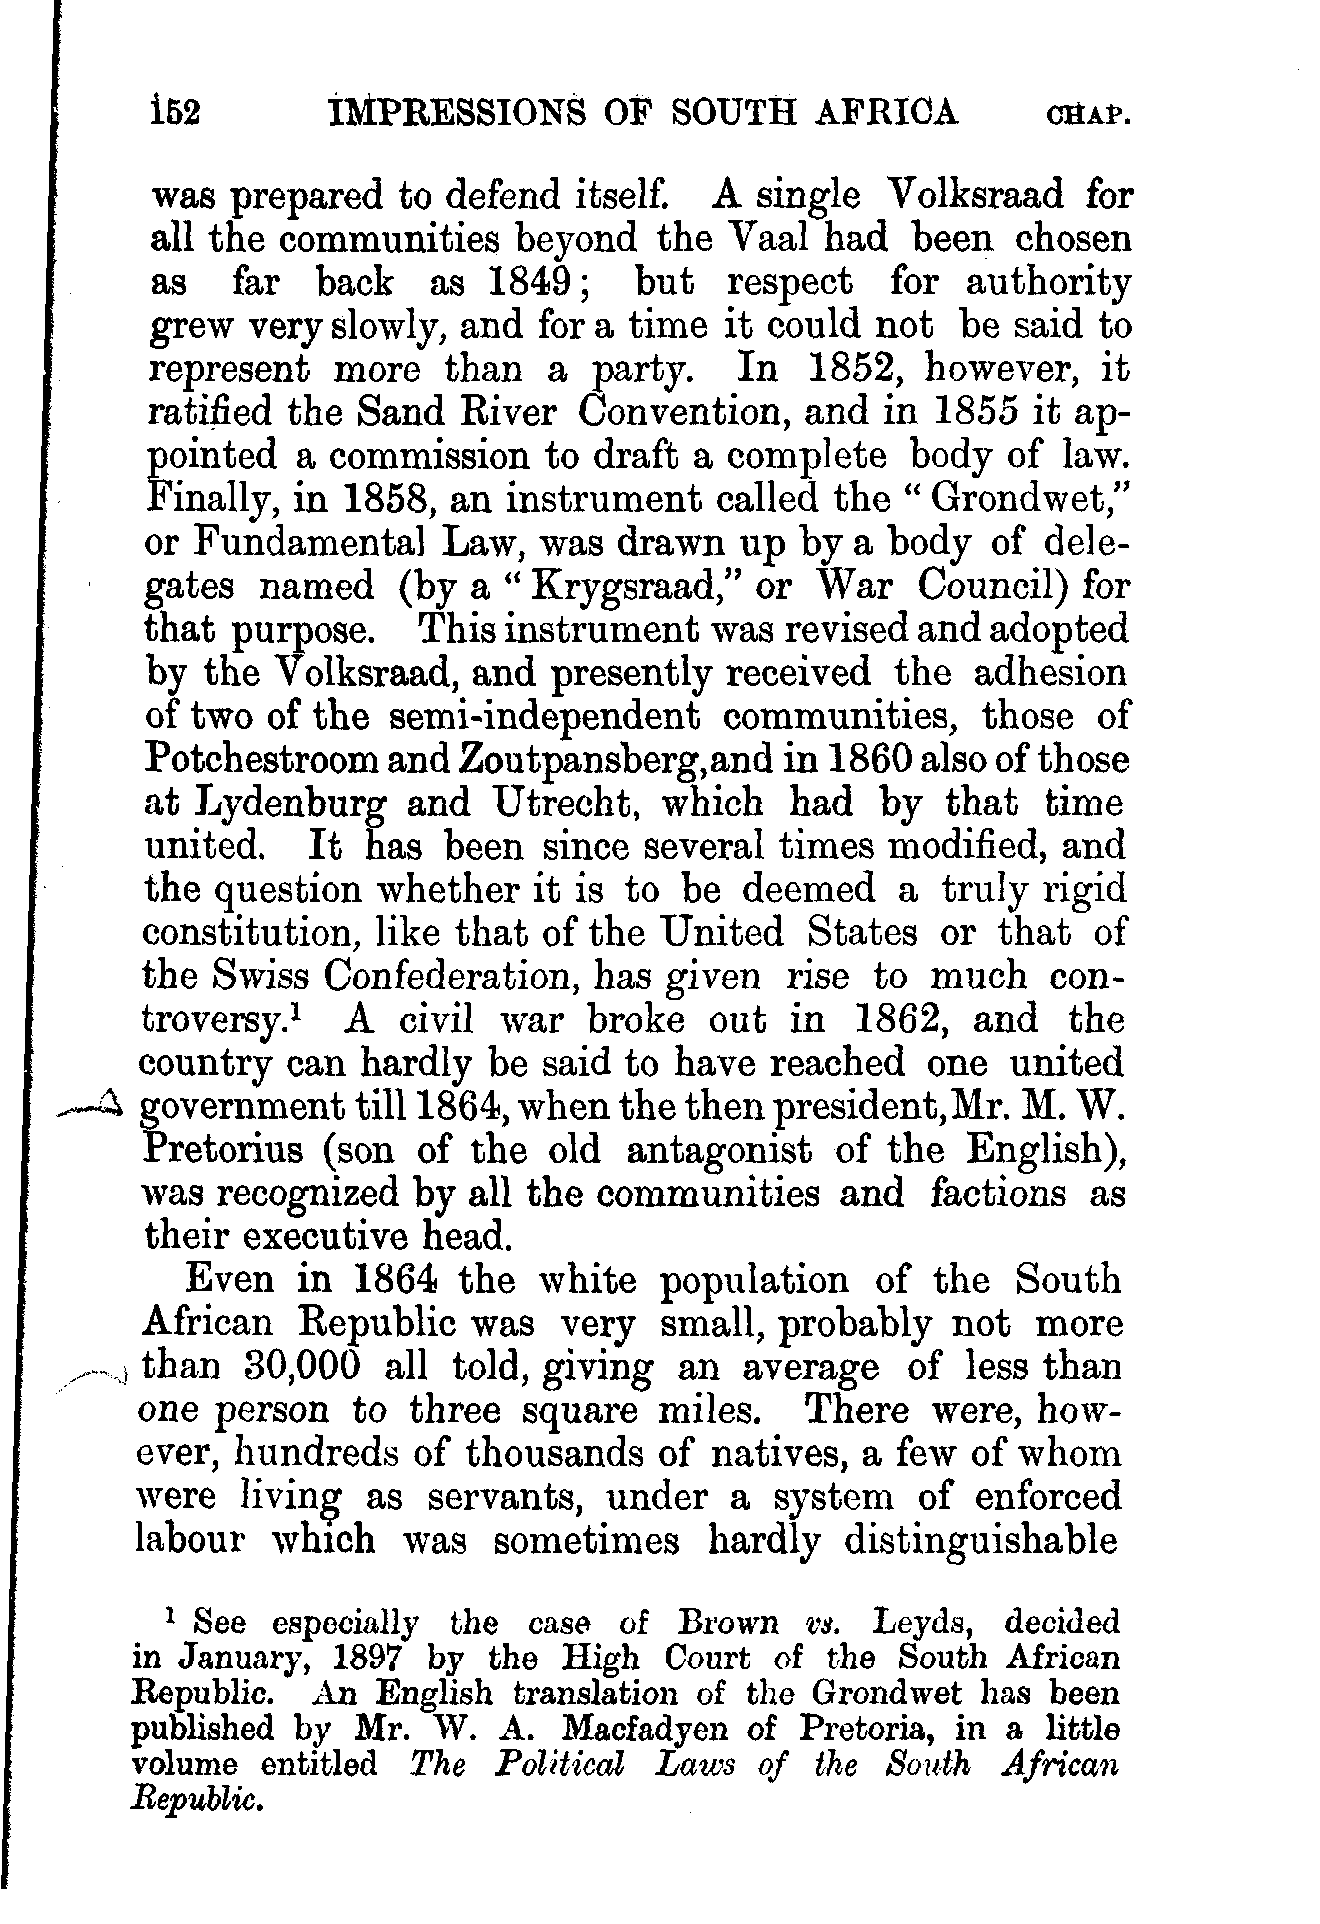 152 IMPRESSIONS OF SOUTH AFRICA CHAP.
was prepared to defend itself. A single Volksraad for
all the communities beyond the Vaal had been chosen
as far back as 1849; but respect for authority
grew very slowly, and for a time it could not be said to
represent more than a party. In 1852, however, it
ratified the Sand River Convention, and in 1855 it ap-
pointed a commission to draft a complete body of law.
Finally, in 1858, an instrument called the “ Grondwet,”
or Fundamental Law, was drawn up by a body of dele-
gates named (by a “ Krygsraad,” or War Council) for
that purpose. This instrument was revised and adopted
by the Volksraad, and presently received the adhesion
of two of the semi-independent communities, those of
Potchestroom and Zoutpansberg, and in 1860 also of those
at Lydenburg and Utrecht, which had by that time
united. It has been since several times modified, and
the question whether it is to be deemed a truly rigid
constitution, like that of the United States or that of
the Swiss Confederation, has given rise to much con-
troversy.¹ A civil war broke out in 1862, and the
country can hardly be said to have reached one united
government till 1864, when the then president, Mr. M. W.
Pretorius (son of the old antagonist of the English),
was recognized by all the communities and factions as
their executive head.
Even in 1864 the white population of the South
African Republic was very small, probably not more
than 30,000 all told, giving an average of less than
one person to three square miles. There were, how-
ever, hundreds of thousands of natives, a few of whom
were living as servants, under a system of enforced
labour which was sometimes hardly distinguishable
¹ See especially the case of Brown vs. Leyds, decided
in January, 1897 by the High Court of the South African
Republic. An English translation of the Grondwet has been
published by Mr. W. A. Macfadyen of Pretoria, in a little
volume entitled The Political Laws of the South African
Republic.